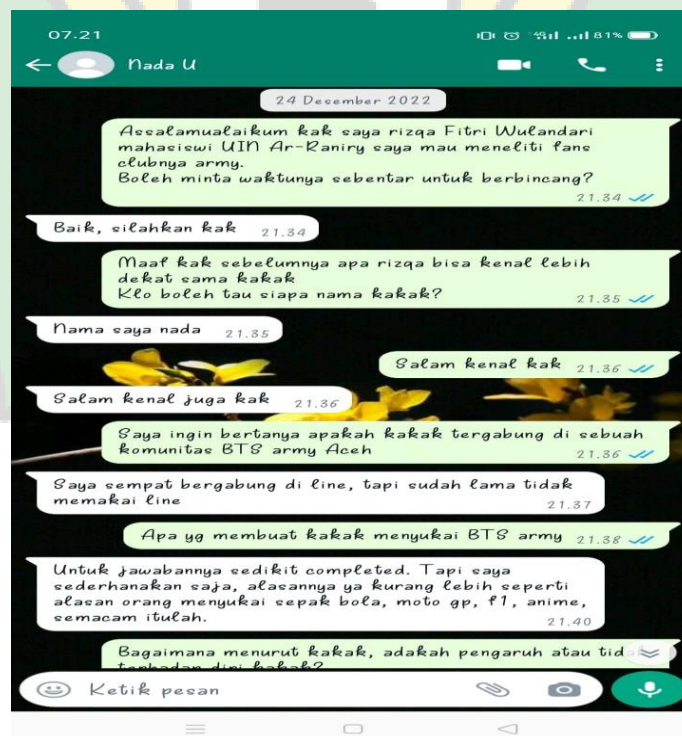 07.21
81%
Nada U
24 Desember 2022
Assalamualaikum kak saya rizqa Fitri Wulandari
mahasiswi UIN Ar-Raniry saya mau meneliti fans
clubnya army.
Boleh minta waktunya sebentar untuk berbincang?
21.34
Baik, silahkan kak 21.34
Maaf kak sebelumnya apa rizqa bisa kenal lebih
dekat sama kakak
Klo boleh tau siapa nama kakak?
21.35
Nama saya nada 21.35
Salam kenal kak 21.36
Salam kenal juga kak 21.36
Saya ingin bertanya apakah kakak tergabung di sebuah
komunitas BTS army Aceh
21.36
Saya sempat bergabung di line, tapi sudah lama tidak
memakai line
21.37
Apa yg membuat kakak menyukai BTS army 21.38
Untuk jawabannya sedikit completed. Tapi saya
sederhanakan saja, alasannya ya kurang lebih seperti
alasan orang menyukai sepak bola, moto gp, f1, anime,
semacam itulah.
21.40
Bagaimana menurut kakak, adakah pengaruh atau tid
terhadap diri kakak?
Ketik pesan